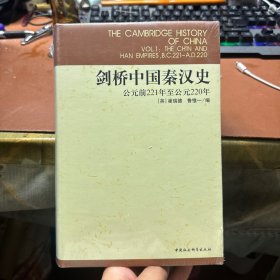 THE CAMBRIDGE HISTORY
OF CHINA
VOL.1: THE CH'IN AND
HAN EMPIRES, B.C.221-A.D.220
剑桥中国秦汉史
公元前221年至公元220年
[英] 崔瑞德 鲁惟一/编
中国社会科学出版社